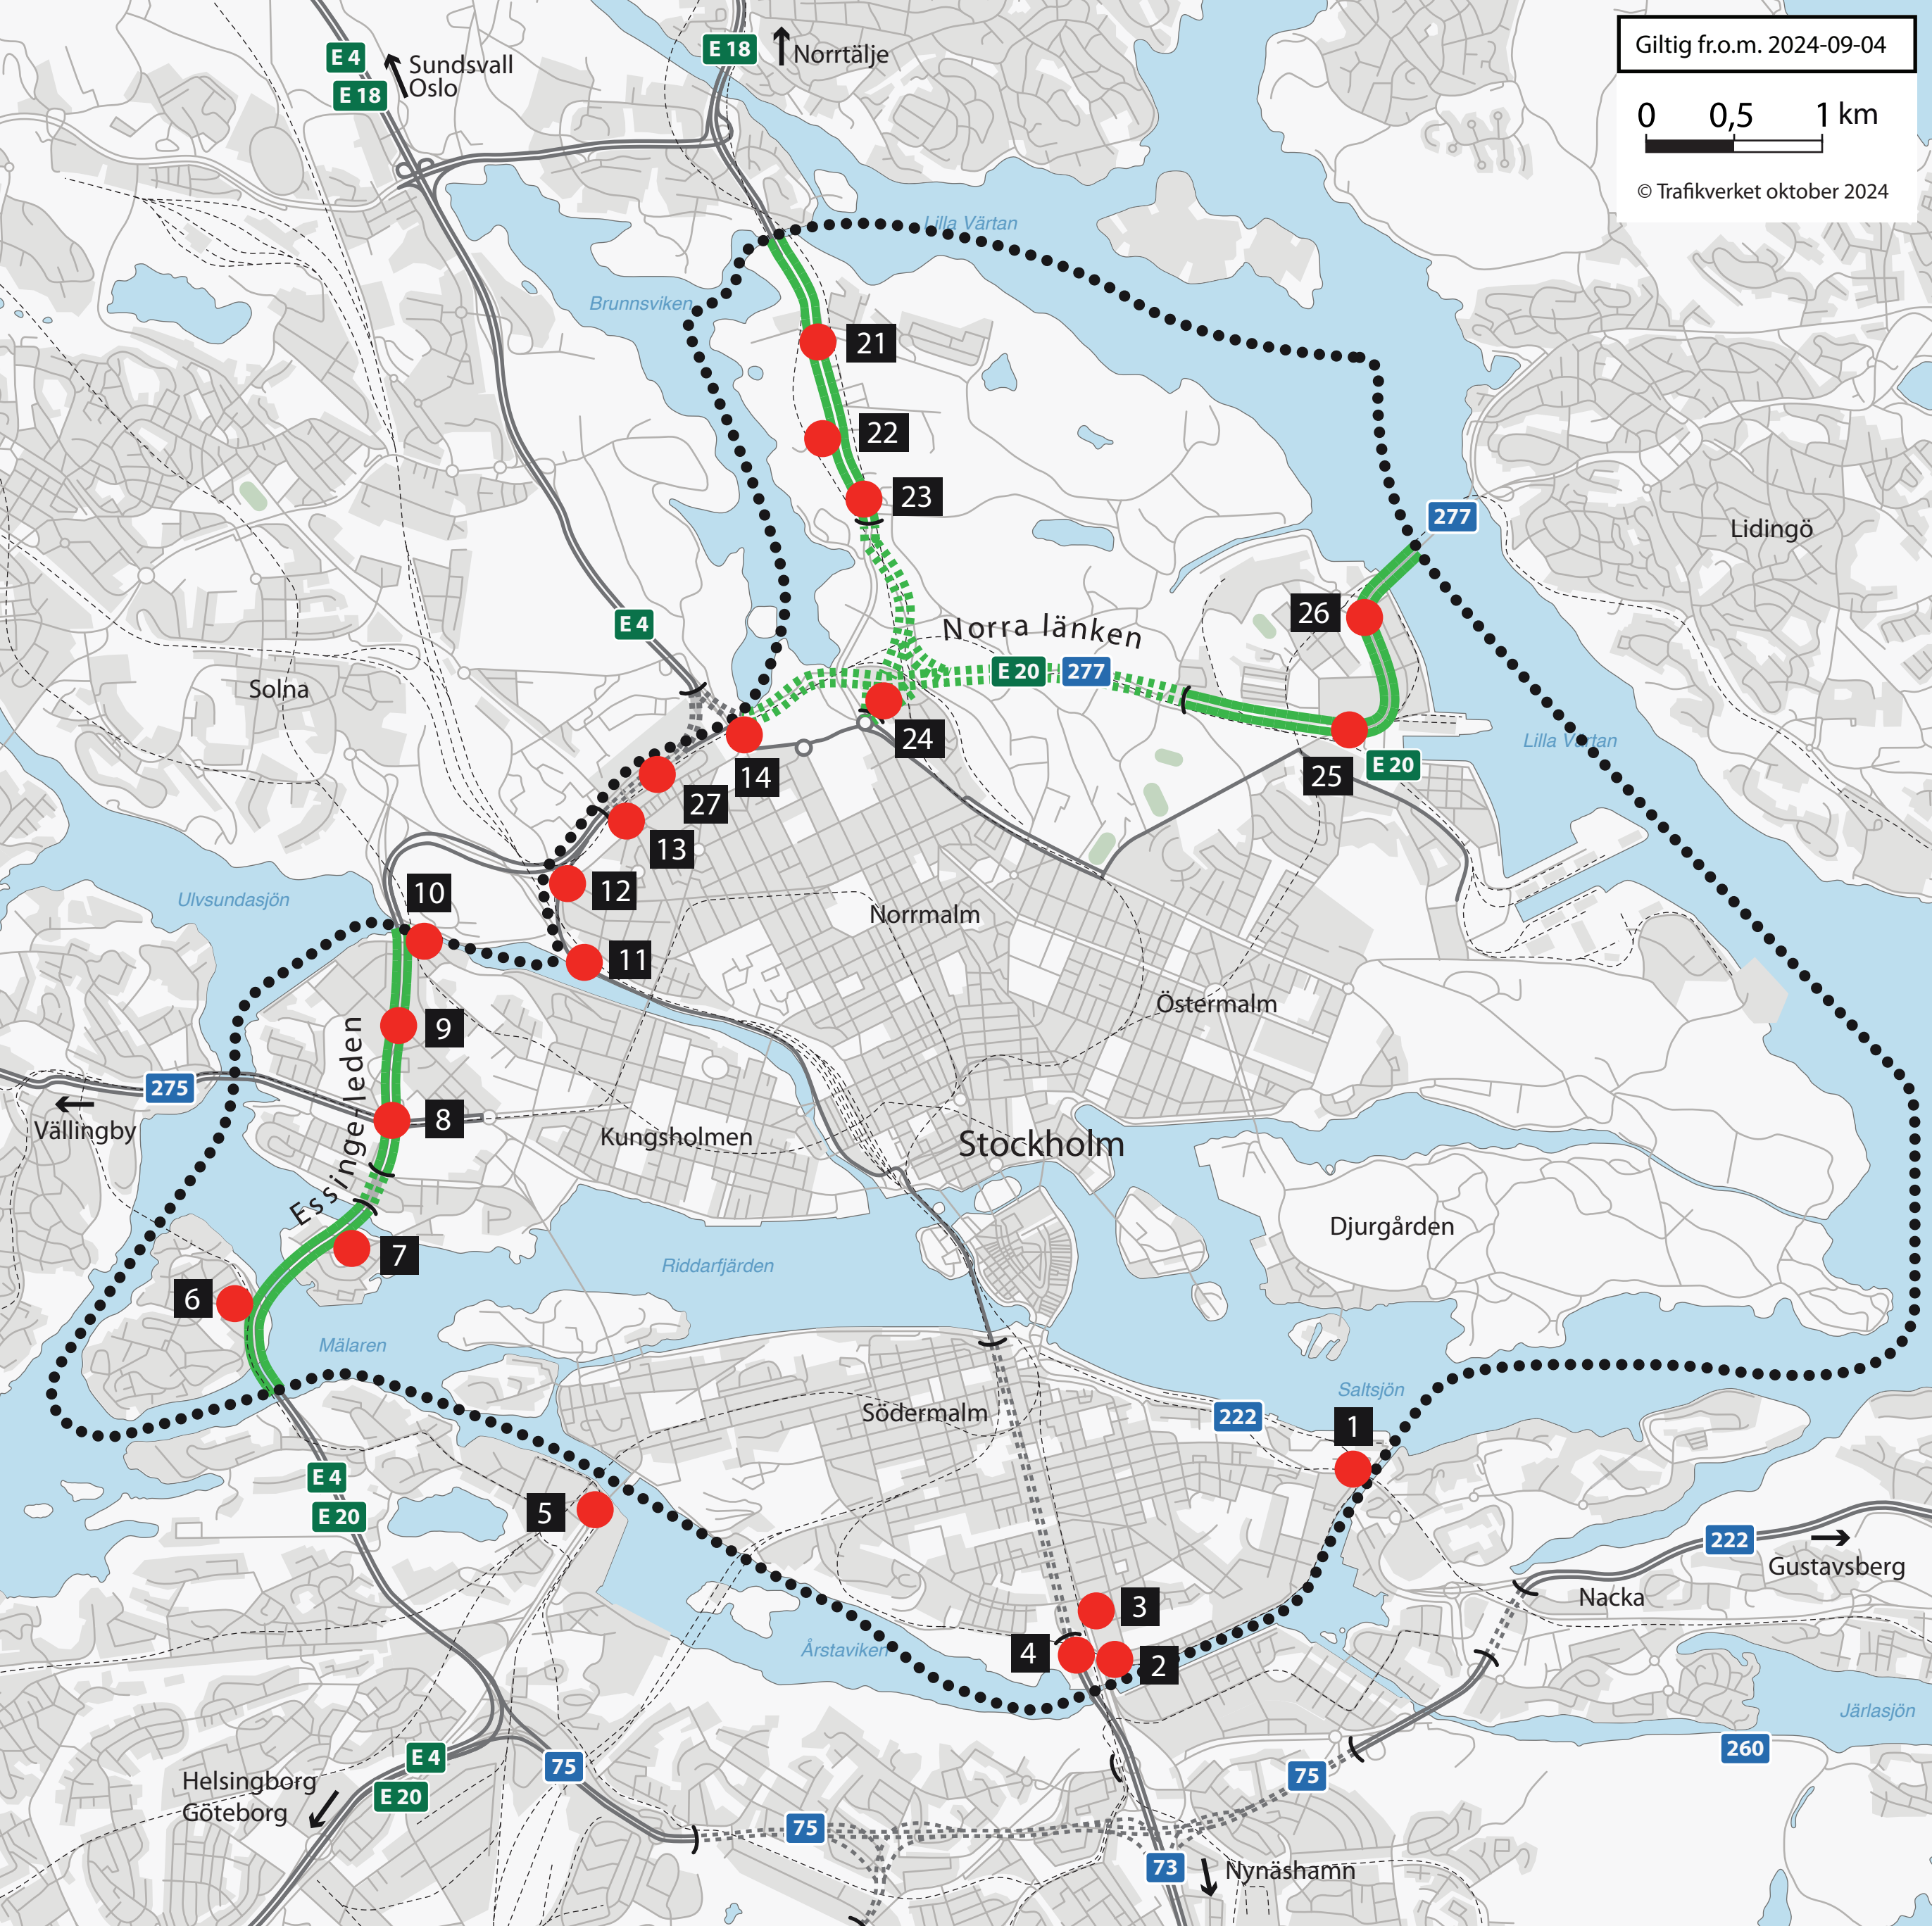 Giltig fr.o.m. 2024-09-04
0 0,5 1 km
© Trafikverket oktober 2024
E 4
E 18
Sundsvall
Oslo
E 18
Norrtälje
Lilla Värtan
Brunnsviken
21
22
23
277
Lidingö
E 4
26
Norra länken
E 20
277
Solna
24
14
25
E 20
Lilla Värtan
27
13
12
10
Ulvsundasjön
Norrmalm
11
9
Östermalm
275
Vällingby
8
Essinge-leden
Kungsholmen
Stockholm
Djurgården
7
Riddarfjärden
6
Mälaren
Saltsjön
Södermalm
222
1
E 4
E 20
5
222
Gustavsberg
Nacka
3
4
2
Årstaviken
Järlasjön
260
E 4
E 20
Helsingborg
Göteborg
75
75
75
73
Nynäshamn